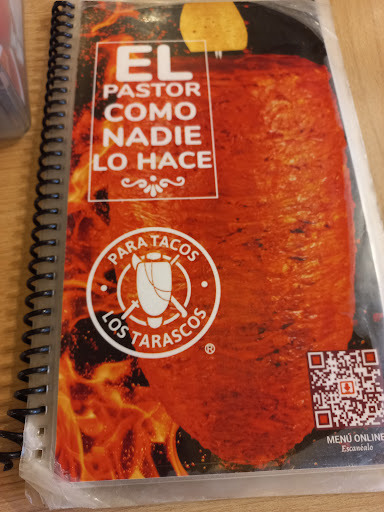 EL
PASTOR
COMO
NADIE
LO HACE
PARA TACOS
LOS TARASCOS
®
MENÚ ONLINE
Escanéalo